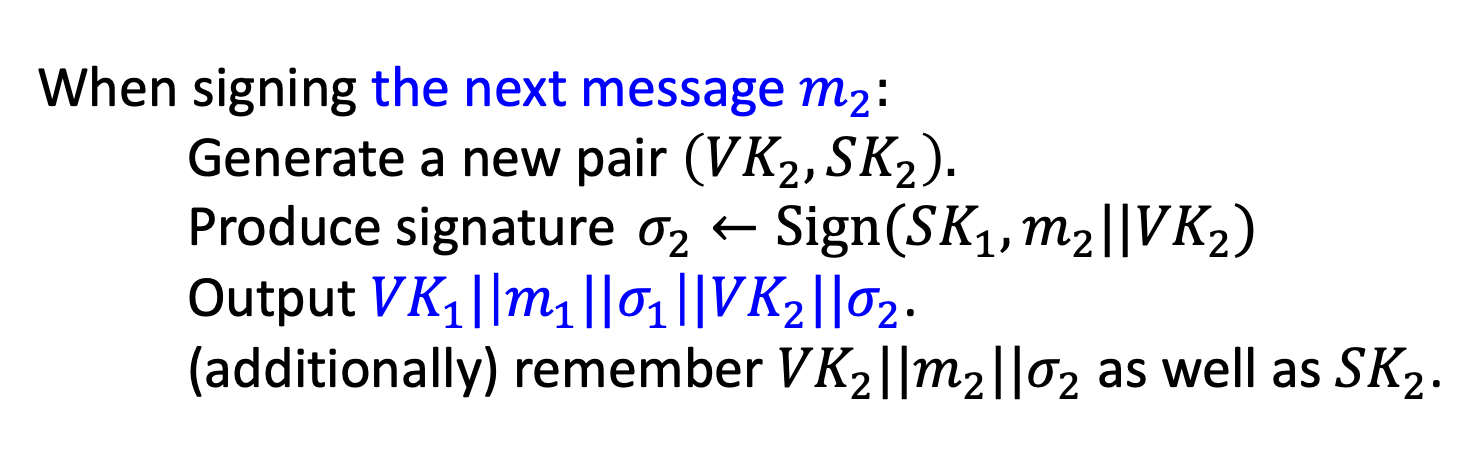 When signing the next message 𝑚₂:
Generate a new pair (𝑉𝐾₂, 𝑆𝐾₂).
Produce signature 𝜎₂ ← Sign(𝑆𝐾₁, 𝑚₂||𝑉𝐾₂)
Output 𝑉𝐾₁||𝑚₁||𝜎₁||𝑉𝐾₂||𝜎₂.
(additionally) remember 𝑉𝐾₂||𝑚₂||𝜎₂ as well as 𝑆𝐾₂.